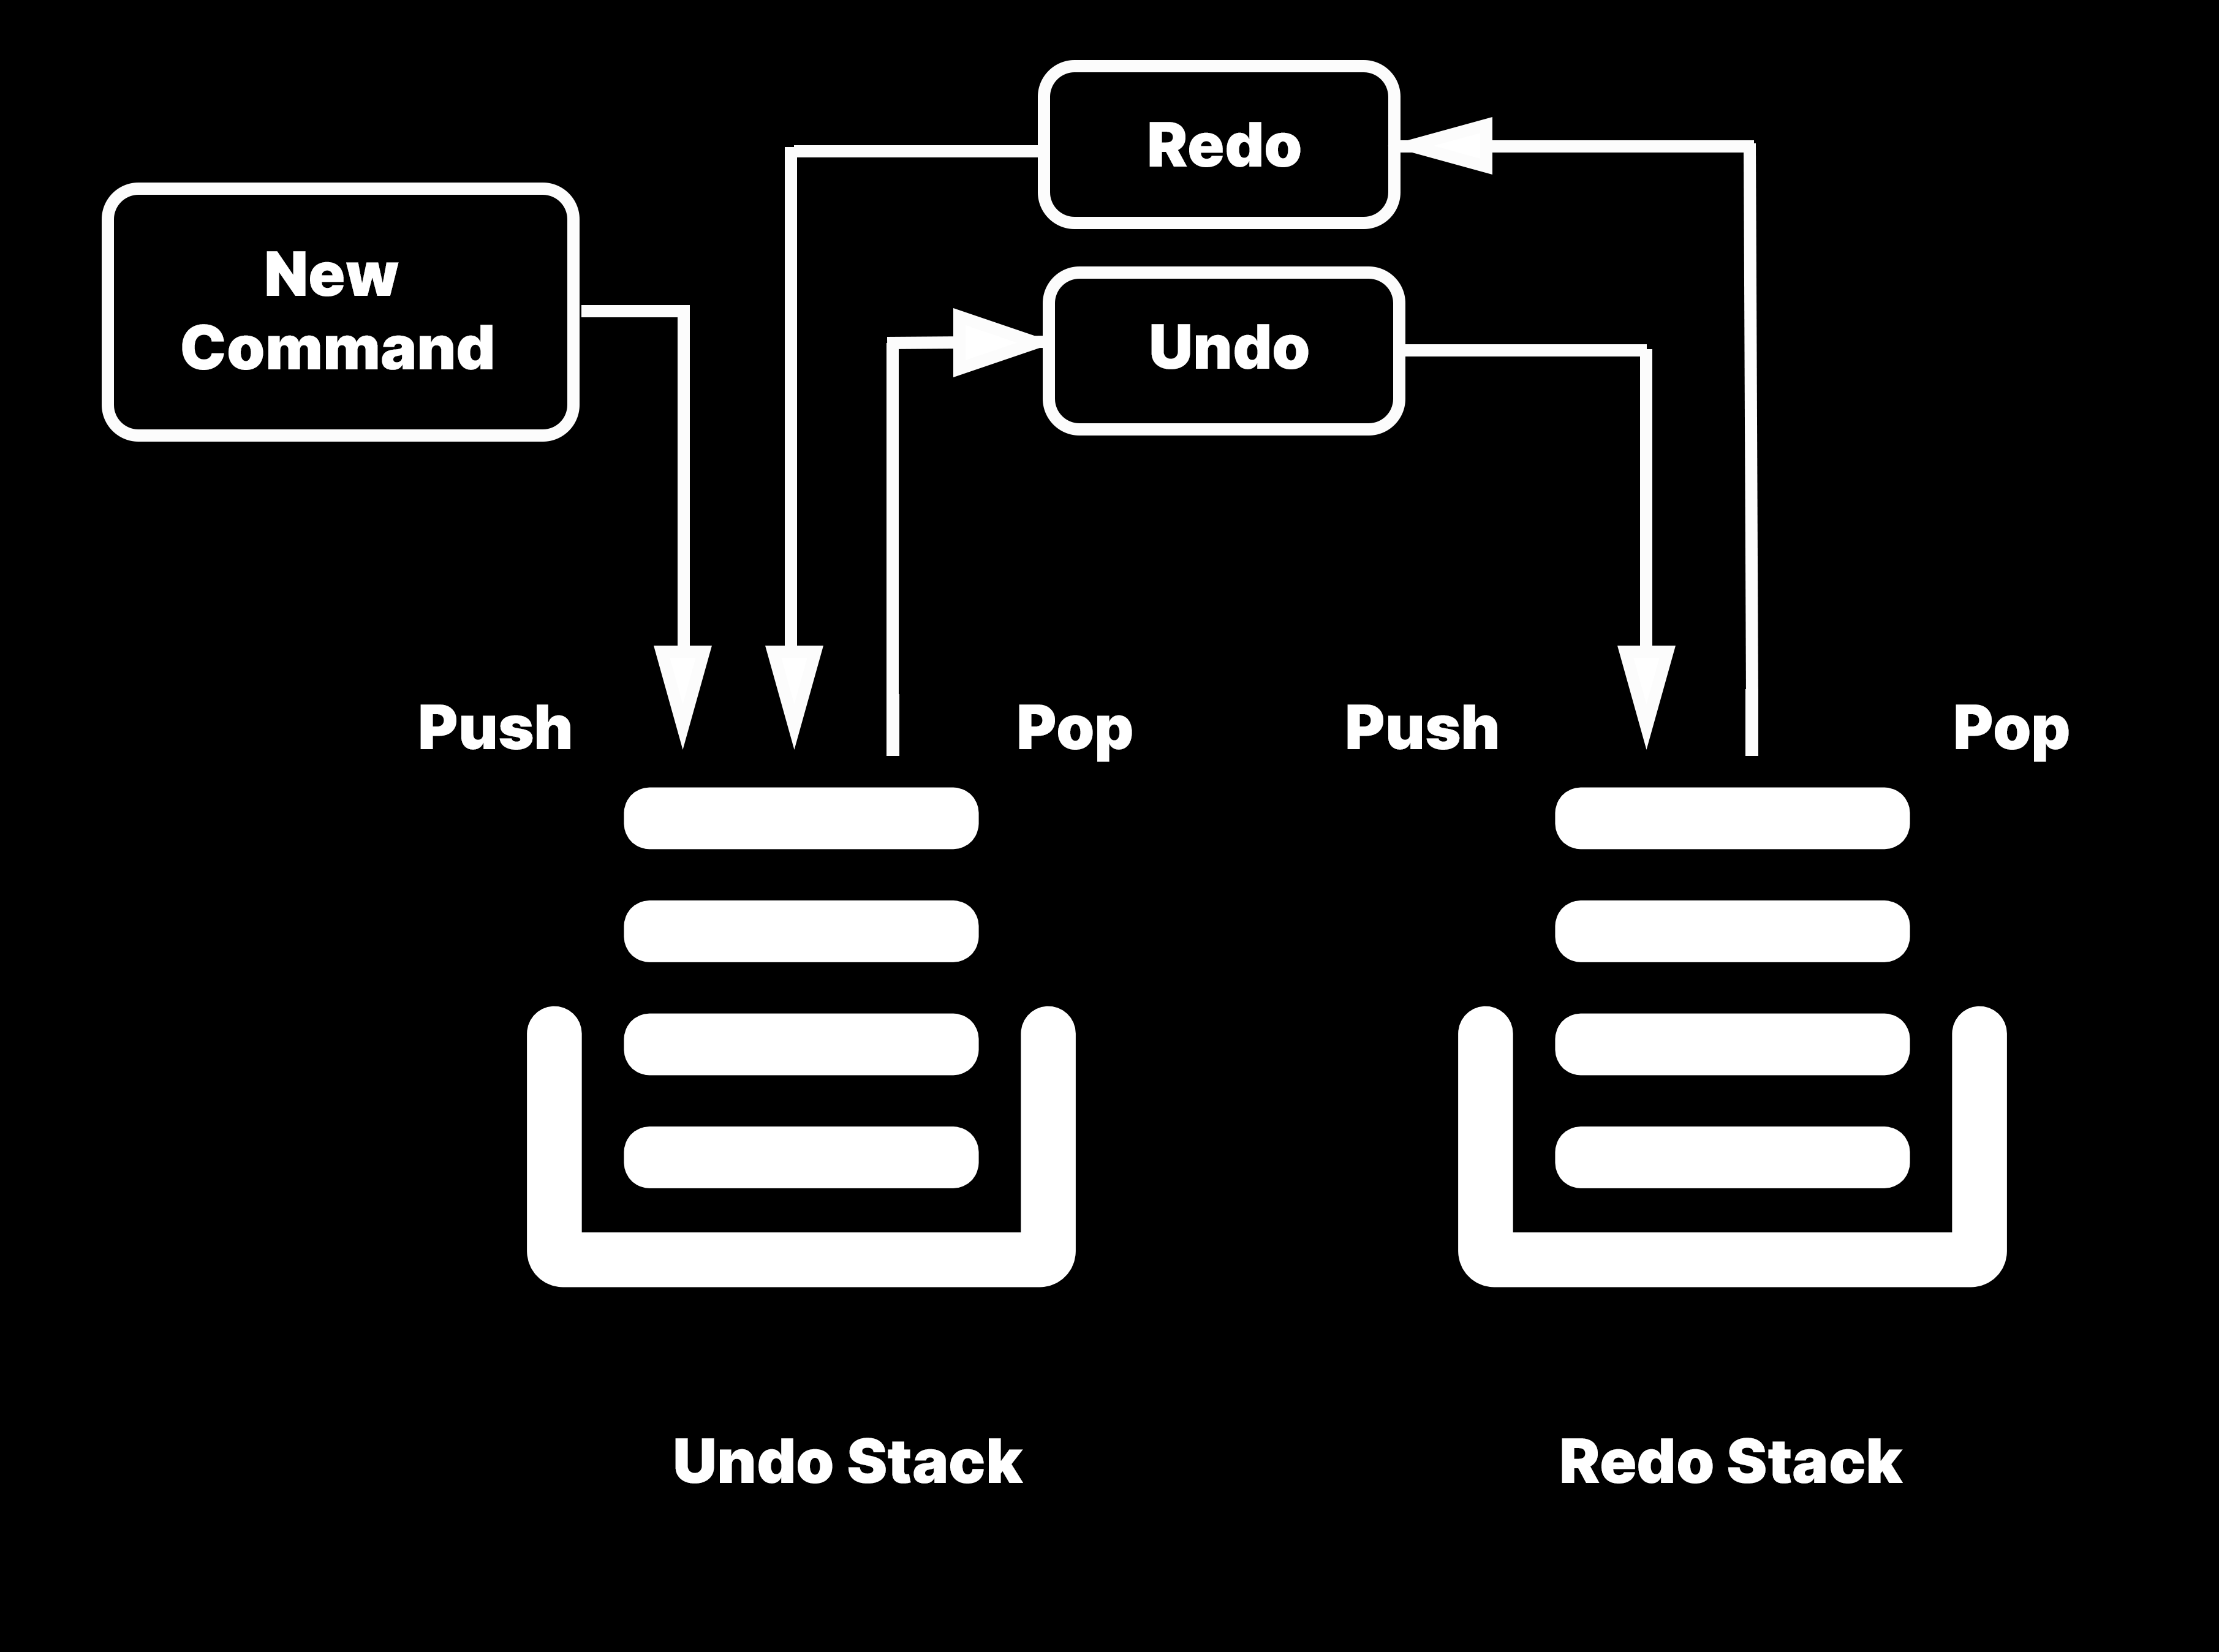 Redo
New
Command
Undo
Push
Pop
Push
Pop
Undo Stack
Redo Stack